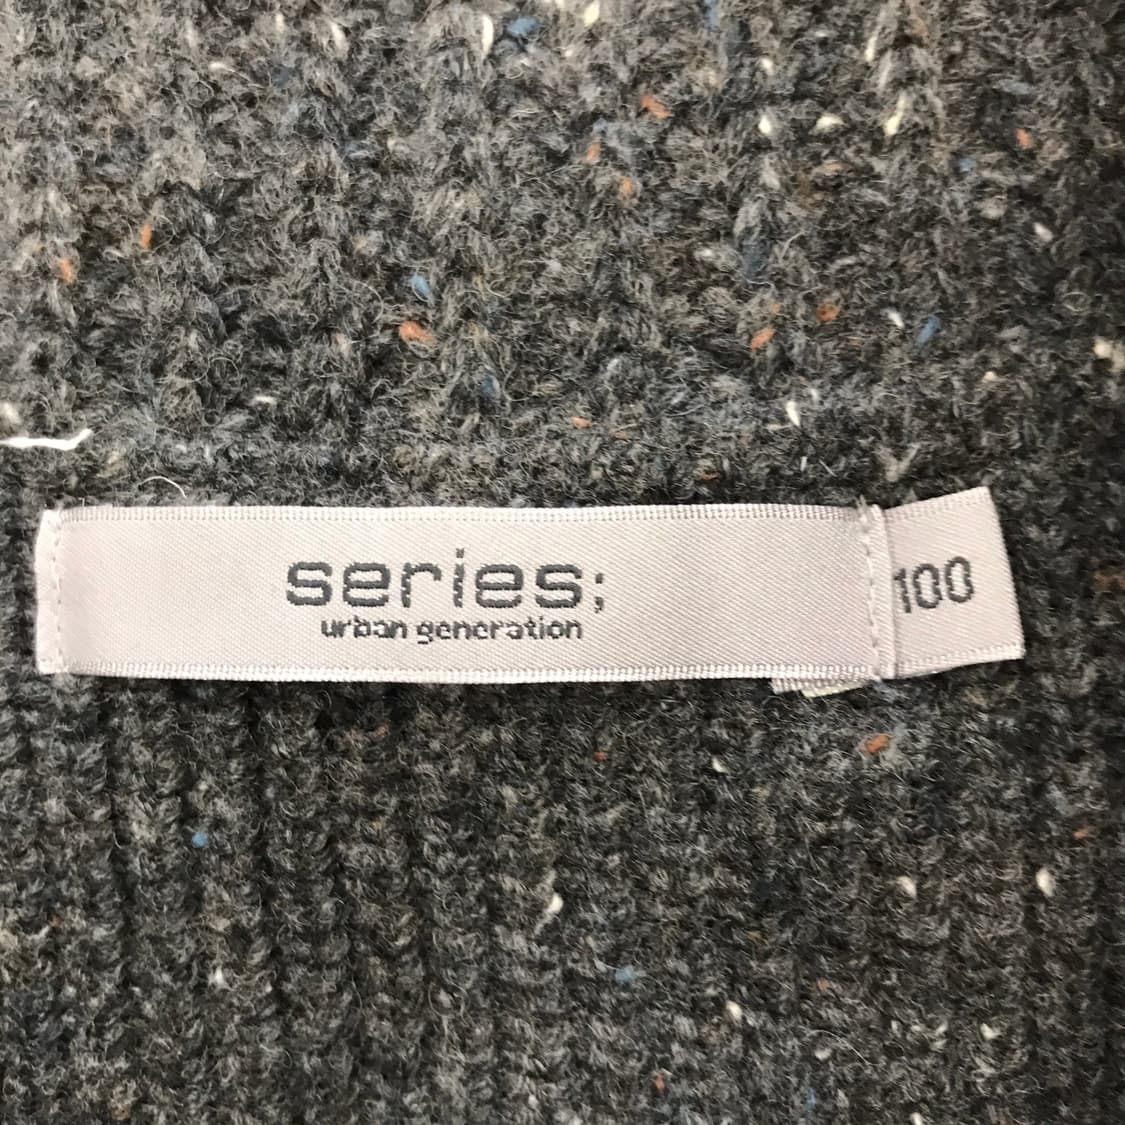 series;
urban generation
100